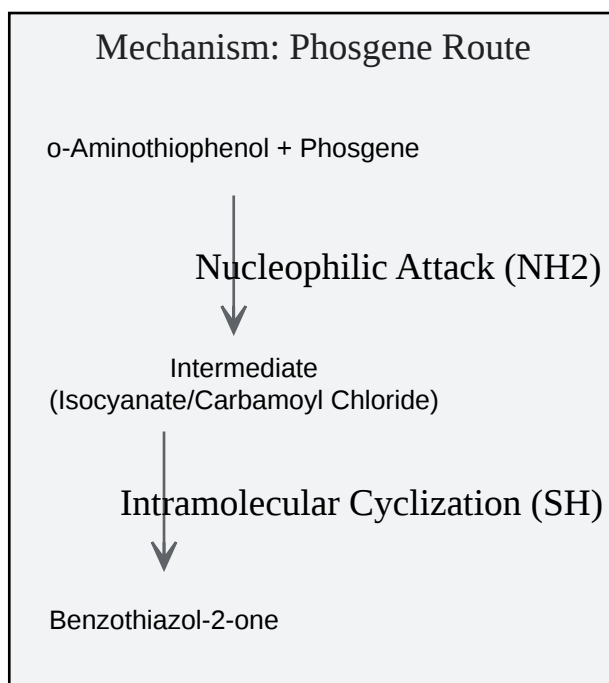 Mechanism: Phosgene Route
o-Aminothiophenol + Phosgene
Nucleophilic Attack (NH2)
Intermediate
(Isocyanate/Carbamoyl Chloride)
Intramolecular Cyclization (SH)
Benzothiazol-2-one